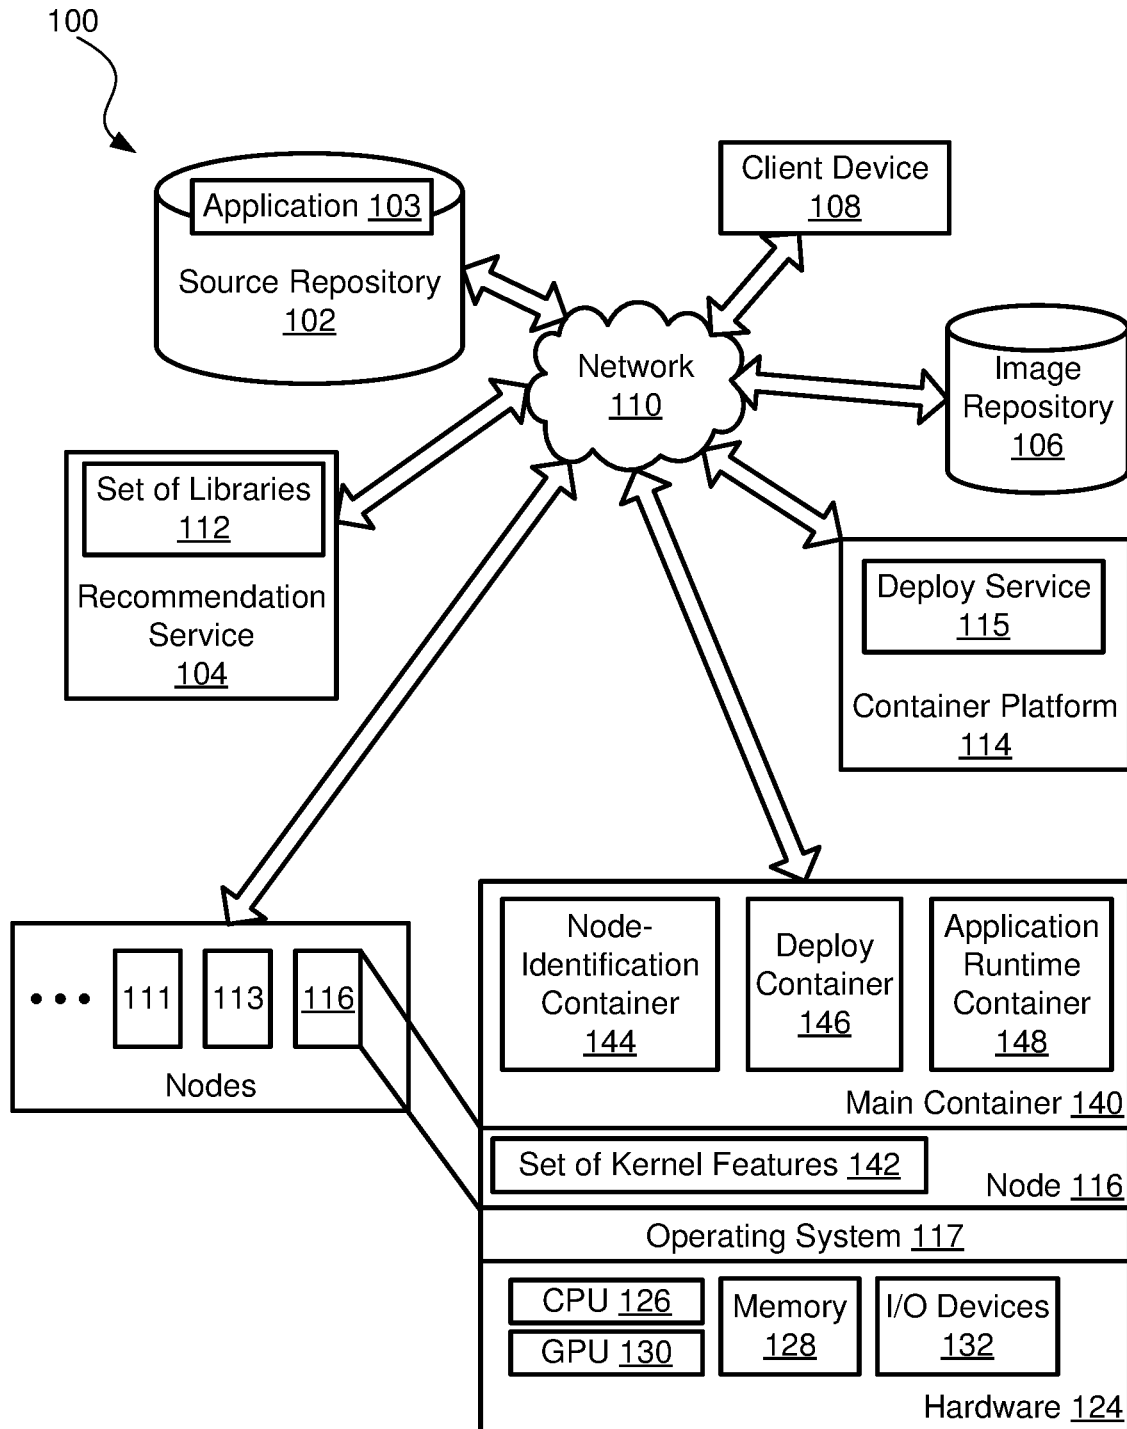 100
Application 103
Source Repository
102
Client Device
108
Network
110
Image
Repository
106
Set of Libraries
112
Recommendation
Service
104
Deploy Service
115
Container Platform
114
111
113
116
Nodes
Node-
Identification
Container
144
Deploy
Container
146
Application
Runtime
Container
148
Main Container 140
Set of Kernel Features 142
Node 116
Operating System 117
CPU 126
GPU 130
Memory
128
I/O Devices
132
Hardware 124